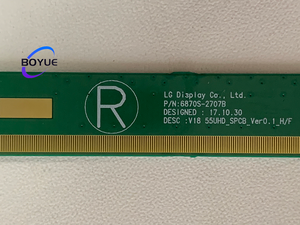 BOYUE
R
LG Display Co., Ltd.
P/N:6870S-2707B
DESIGNED : 17.10.30
DESC :V18 55UHD_SPCB_Ver0.1_H/F